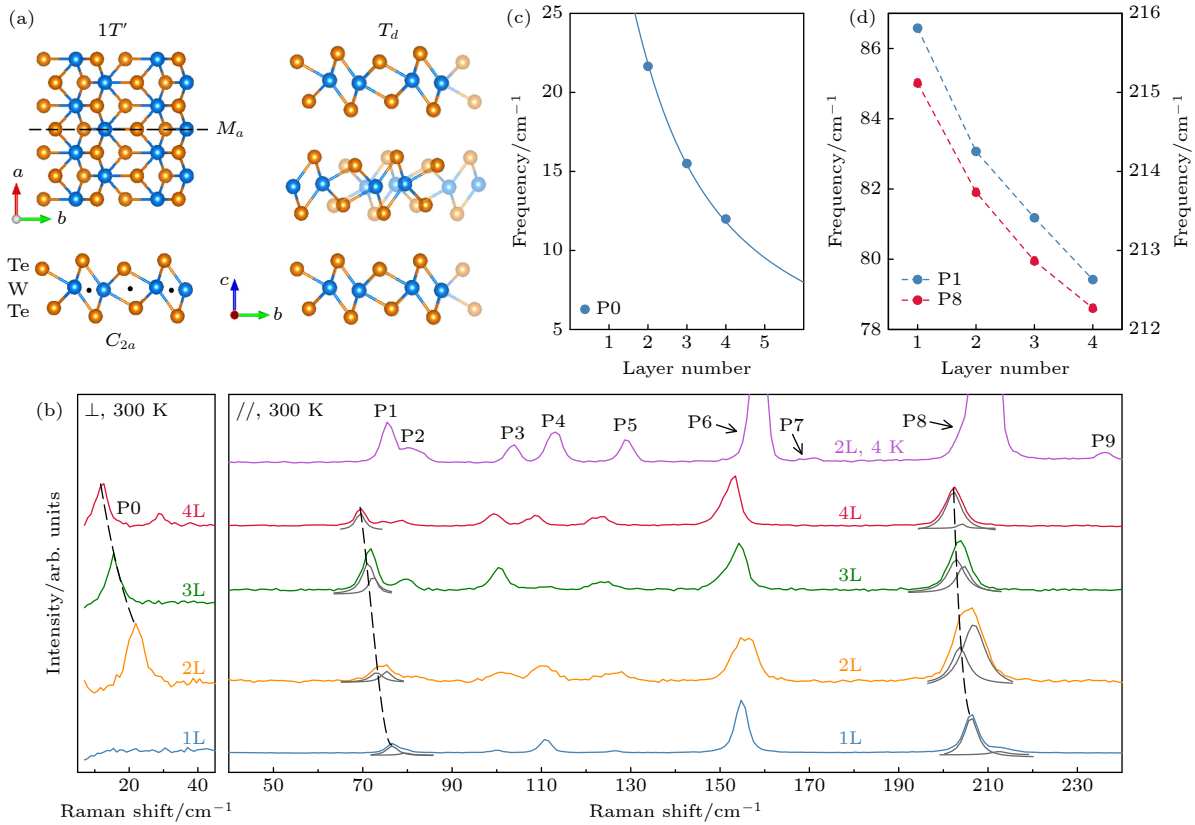 (a)
1T′
T_d
M_a
a
b
Te
W
Te
C_{2a}
c
b
(c)
25
20
15
10
5
Frequency/cm⁻¹
P0
1 2 3 4 5
Layer number
(d)
86
84
82
80
78
Frequency/cm⁻¹
216
215
214
213
212
Frequency/cm⁻¹
P1
P8
1 2 3 4
Layer number
(b)
⊥, 300 K
//, 300 K
P0
4L
3L
2L
1L
P1
P2
P3
P4
P5
P6
P7
2L, 4 K
P8
P9
4L
3L
2L
1L
Intensity/arb. units
20 40
50 70 90 110 130 150 170 190 210 230
Raman shift/cm⁻¹
Raman shift/cm⁻¹